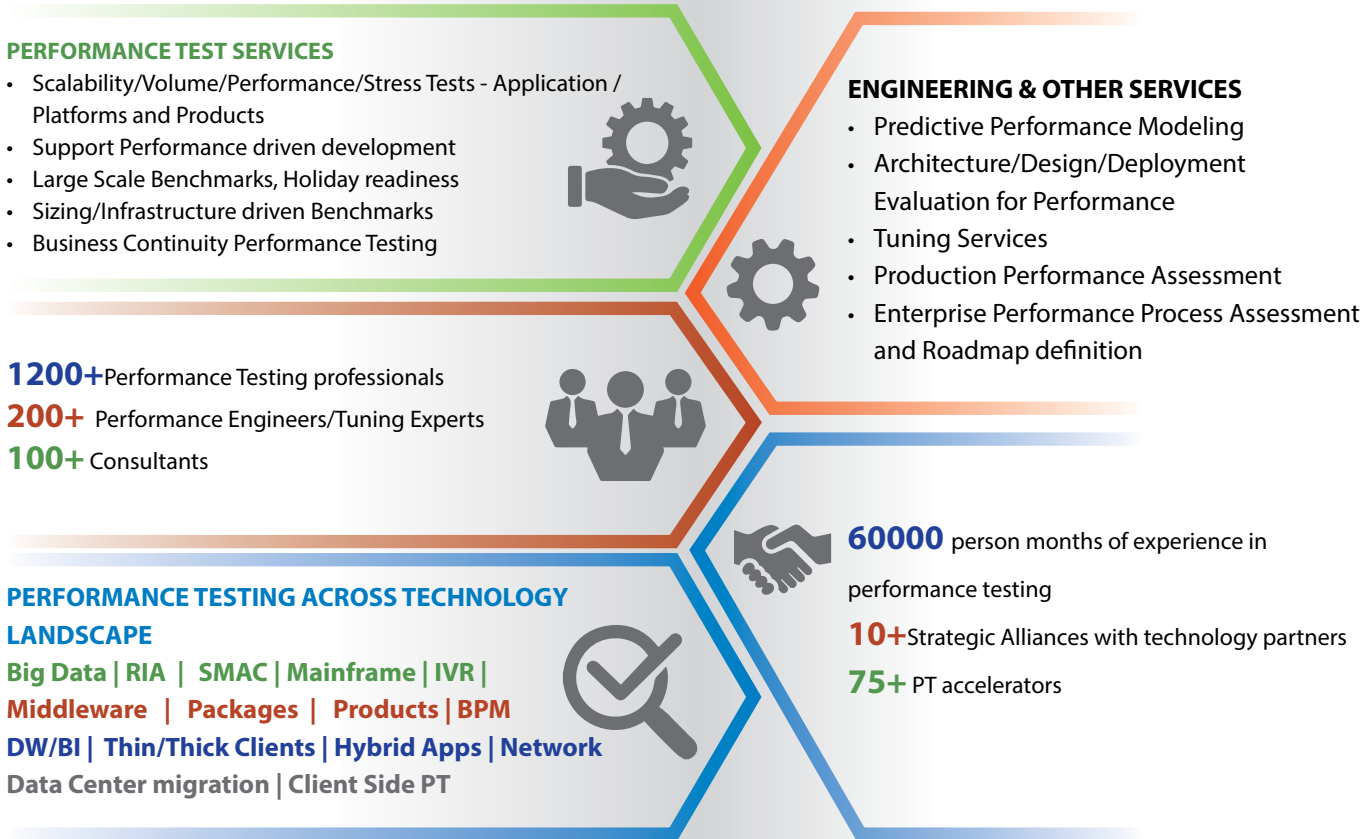 PERFORMANCE TEST SERVICES
• Scalability/Volume/Performance/Stress Tests - Application /
Platforms and Products
• Support Performance driven development
• Large Scale Benchmarks, Holiday readiness
• Sizing/Infrastructure driven Benchmarks
• Business Continuity Performance Testing
ENGINEERING & OTHER SERVICES
• Predictive Performance Modeling
• Architecture/Design/Deployment
Evaluation for Performance
• Tuning Services
• Production Performance Assessment
• Enterprise Performance Process Assessment
and Roadmap definition
1200+Performance Testing professionals
200+ Performance Engineers/Tuning Experts
100+ Consultants
60000 person months of experience in
performance testing
10+Strategic Alliances with technology partners
75+ PT accelerators
PERFORMANCE TESTING ACROSS TECHNOLOGY
LANDSCAPE
Big Data | RIA | SMAC | Mainframe | IVR |
Middleware | Packages | Products | BPM
DW/BI | Thin/Thick Clients | Hybrid Apps | Network
Data Center migration | Client Side PT